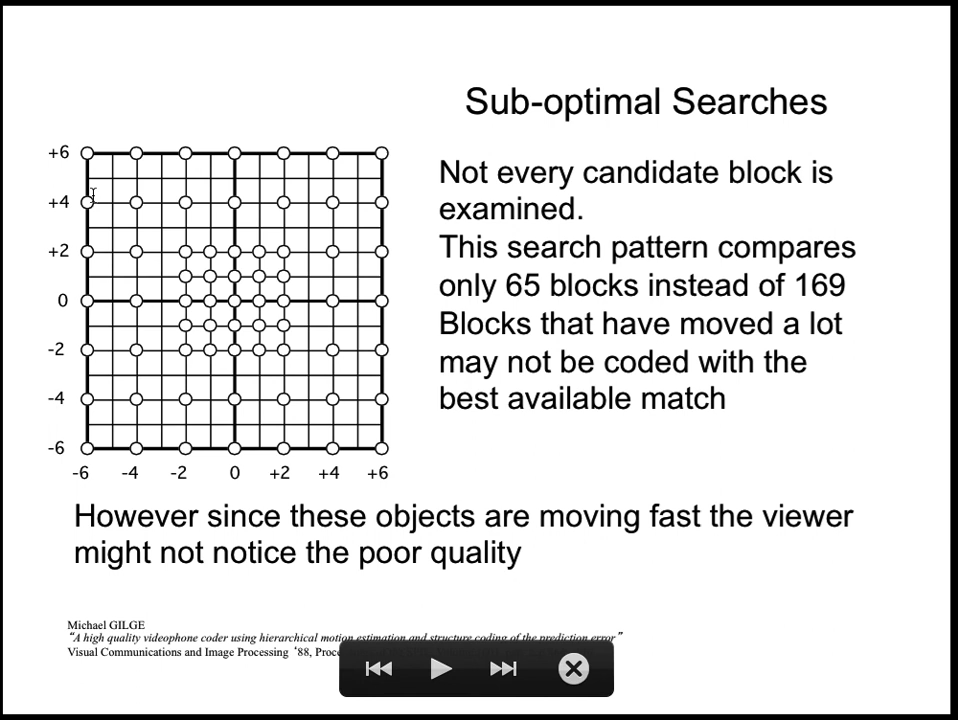 Sub-optimal Searches
+6
+4
+2
0
-2
-4
-6
-6 -4 -2 0 +2 +4 +6
Not every candidate block is
examined.
This search pattern compares
only 65 blocks instead of 169
Blocks that have moved a lot
may not be coded with the
best available match
However since these objects are moving fast the viewer
might not notice the poor quality
Michael GILGE
“A high quality videophone coder using hierarchical motion estimation and structure coding of the prediction error”
Visual Communications and Image Processing ‘88,